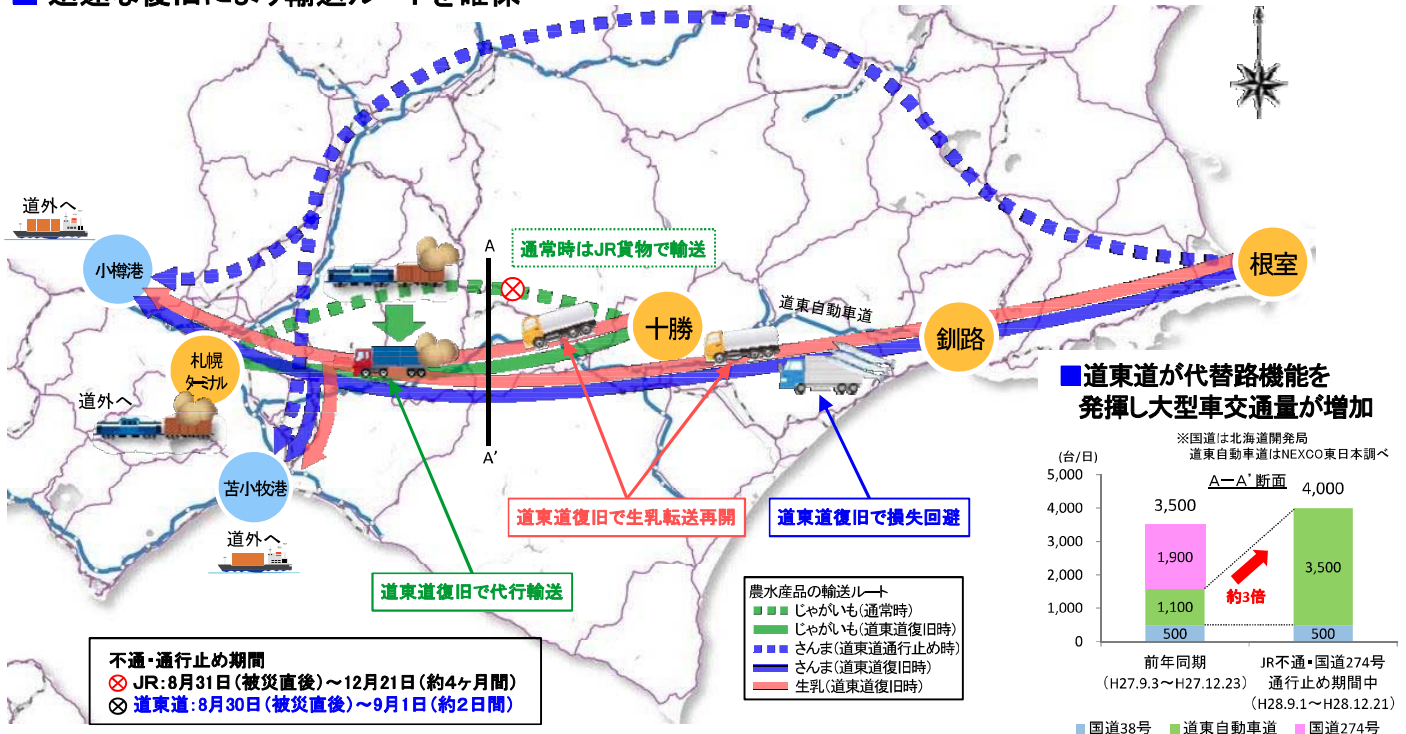 ■ 迅速な復旧により輸送ルートを確保
道外へ
小樽港
通常時はJR貨物で輸送
A
根室
十勝
道東自動車道
釧路
札幌
ターミナル
道外へ
A'
苫小牧港
道外へ
道東道復旧で生乳転送再開
道東道復旧で損失回避
道東道復旧で代行輸送
農水産品の輸送ルート
じゃがいも(通常時)
じゃがいも(道東道復旧時)
さんま(道東道通行止め時)
さんま(道東道復旧時)
生乳(道東道復旧時)
不通・通行止め期間
JR:8月31日(被災直後)～12月21日(約4ヶ月間)
道東道:8月30日(被災直後)～9月1日(約2日間)
■道東道が代替路機能を
発揮し大型車交通量が増加
※国道は北海道開発局
道東自動車道はNEXCO東日本調べ
(台/日)
A-A'断面
5,000
4,000
3,000
2,000
1,000
0
3,500
1,900
1,100
500
4,000
3,500
500
約3倍
前年同期
(H27.9.3～H27.12.23)
JR不通・国道274号
通行止め期間中
(H28.9.1～H28.12.21)
国道38号 道東自動車道 国道274号